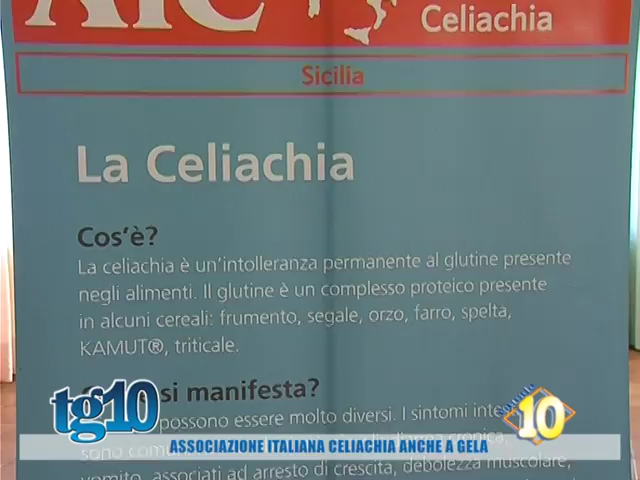 AIC
Celiachia
Sicilia
La Celiachia
Cos'è?
La celiachia è un'intolleranza permanente al glutine presente
negli alimenti. Il glutine è un complesso proteico presente
in alcuni cereali: frumento, segale, orzo, farro, spelta,
KAMUT®, triticale.
si manifesta?
possono essere molto diversi. I sintomi
tg10
10
ASSOCIAZIONE ITALIANA CELIACHIA ANCHE A GELA
vomito, associati ad arresto di crescita, debolezza muscolare,